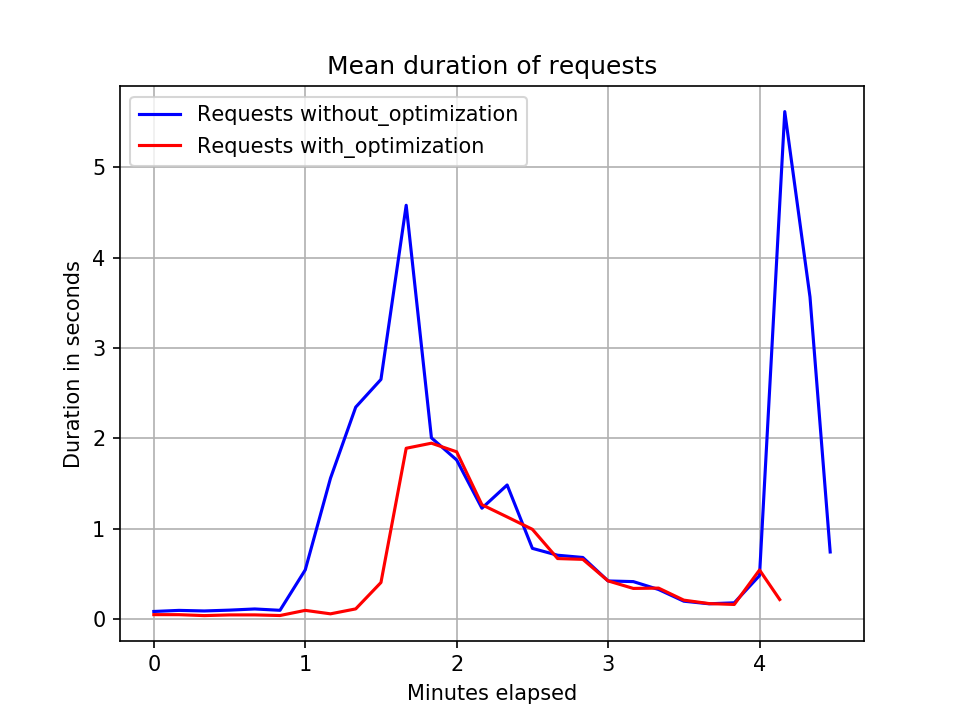 Mean duration of requests
Requests without_optimization
Requests with_optimization
5
4
3
2
1
0
Duration in seconds
0 1 2 3 4
Minutes elapsed